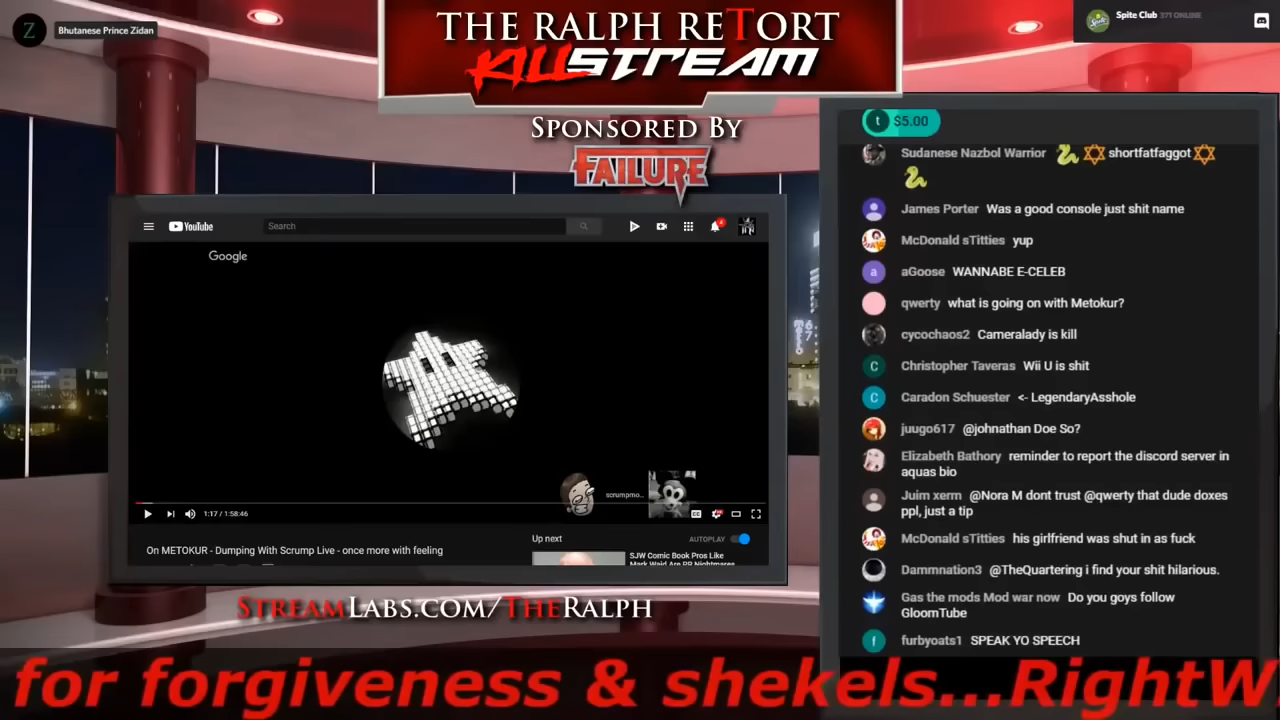 Z
Bhutanese Prince Zidan
THE RALPH RETORT
KILLSTREAM
SPONSORED BY
FAILURE
Spite Club 371 ONLINE
YouTube
Search
Google
scrumpmo...
1:17 / 1:58:46
On METOKUR - Dumping With Scrump Live - once more with feeling
Up next
AUTOPLAY
SJW Comic Book Pros Like
Mark Waid Are PR Nightmares
STREAMLABS.COM/THERALPH
t $5.00
Sudanese Nazbol Warrior 🐍🔯 shortfatfaggot🔯
🐍
James Porter Was a good console just shit name
McDonald sTitties yup
a aGoose WANNABE E-CELEB
qwerty what is going on with Metokur?
cycochaos2 Cameralady is kill
C Christopher Taveras Wii U is shit
C Caradon Schuester <- LegendaryAsshole
juugo617 @johnathan Doe So?
Elizabeth Bathory reminder to report the discord server in
aquas bio
Juim xerm @Nora M dont trust @qwerty that dude doxes
ppl, just a tip
McDonald sTitties his girlfriend was shut in as fuck
Dammnation3 @TheQuartering i find your shit hilarious.
Gas the mods Mod war now Do you goys follow
GloomTube
f furbyoats1 SPEAK YO SPEECH
for forgiveness & shekels...RightW